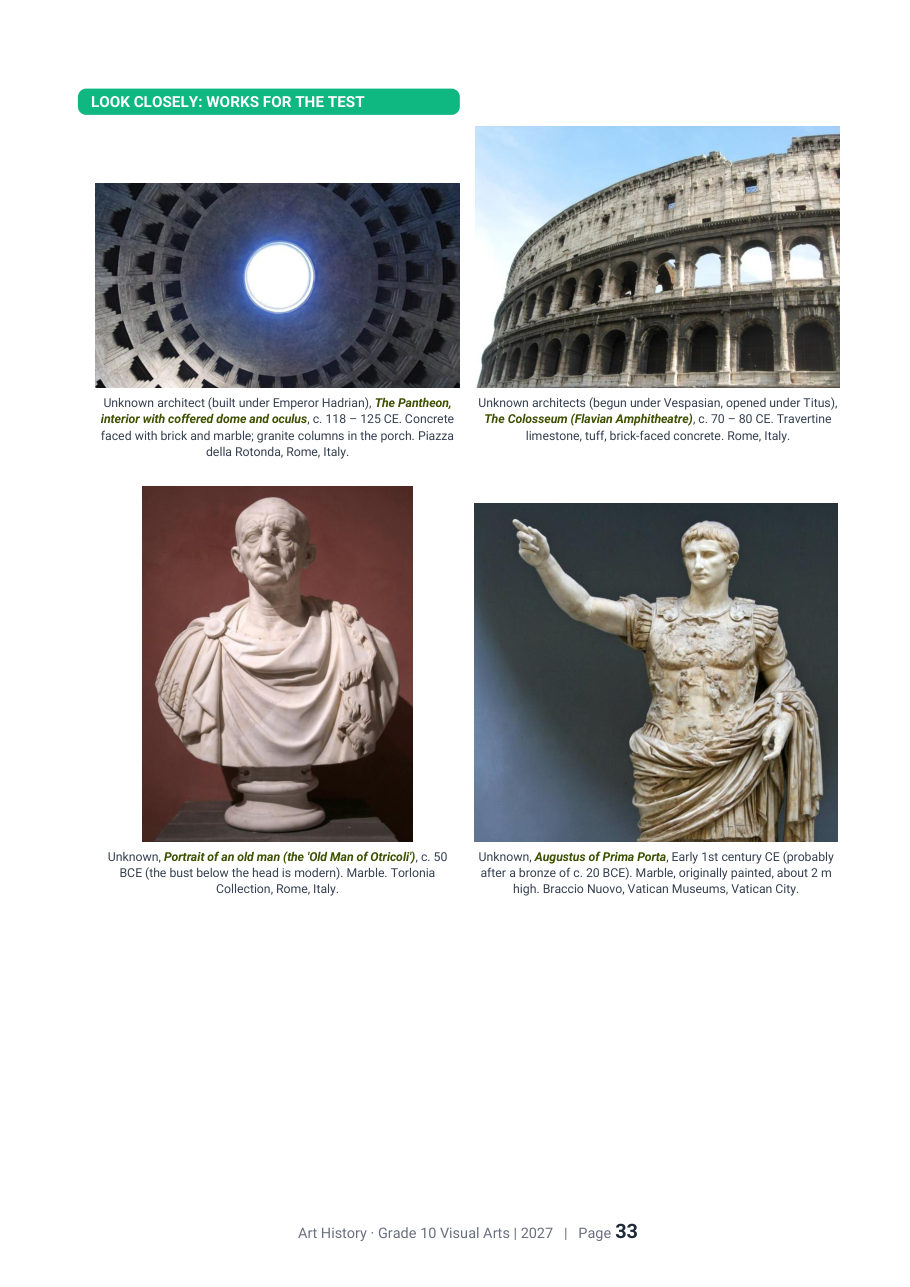 LOOK CLOSELY: WORKS FOR THE TEST
Unknown architect (built under Emperor Hadrian), The Pantheon,
interior with coffered dome and oculus, c. 118 – 125 CE. Concrete
faced with brick and marble; granite columns in the porch. Piazza
della Rotonda, Rome, Italy.
Unknown architects (begun under Vespasian, opened under Titus),
The Colosseum (Flavian Amphitheatre), c. 70 – 80 CE. Travertine
limestone, tuff, brick-faced concrete. Rome, Italy.
Unknown, Portrait of an old man (the 'Old Man of Otricoli'), c. 50
BCE (the bust below the head is modern). Marble. Torlonia
Collection, Rome, Italy.
Unknown, Augustus of Prima Porta, Early 1st century CE (probably
after a bronze of c. 20 BCE). Marble, originally painted, about 2 m
high. Braccio Nuovo, Vatican Museums, Vatican City.
Art History · Grade 10 Visual Arts | 2027 | Page 33